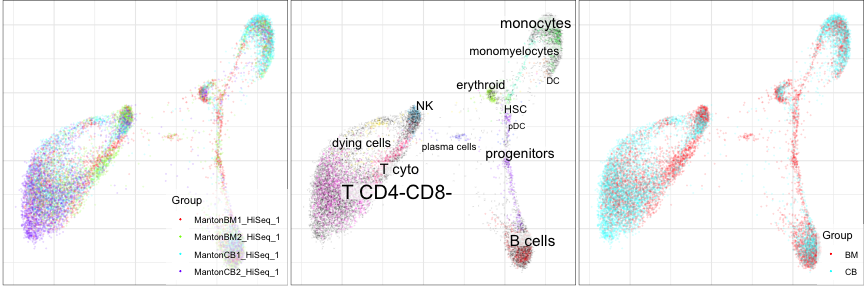 Group
MantonBM1_HiSeq_1
MantonBM2_HiSeq_1
MantonCB1_HiSeq_1
MantonCB2_HiSeq_1
monocytes
monomyelocytes
DC
erythroid
HSC
pDC
NK
dying cells
plasma cells
progenitors
T cyto
T CD4-CD8-
B cells
Group
BM
CB